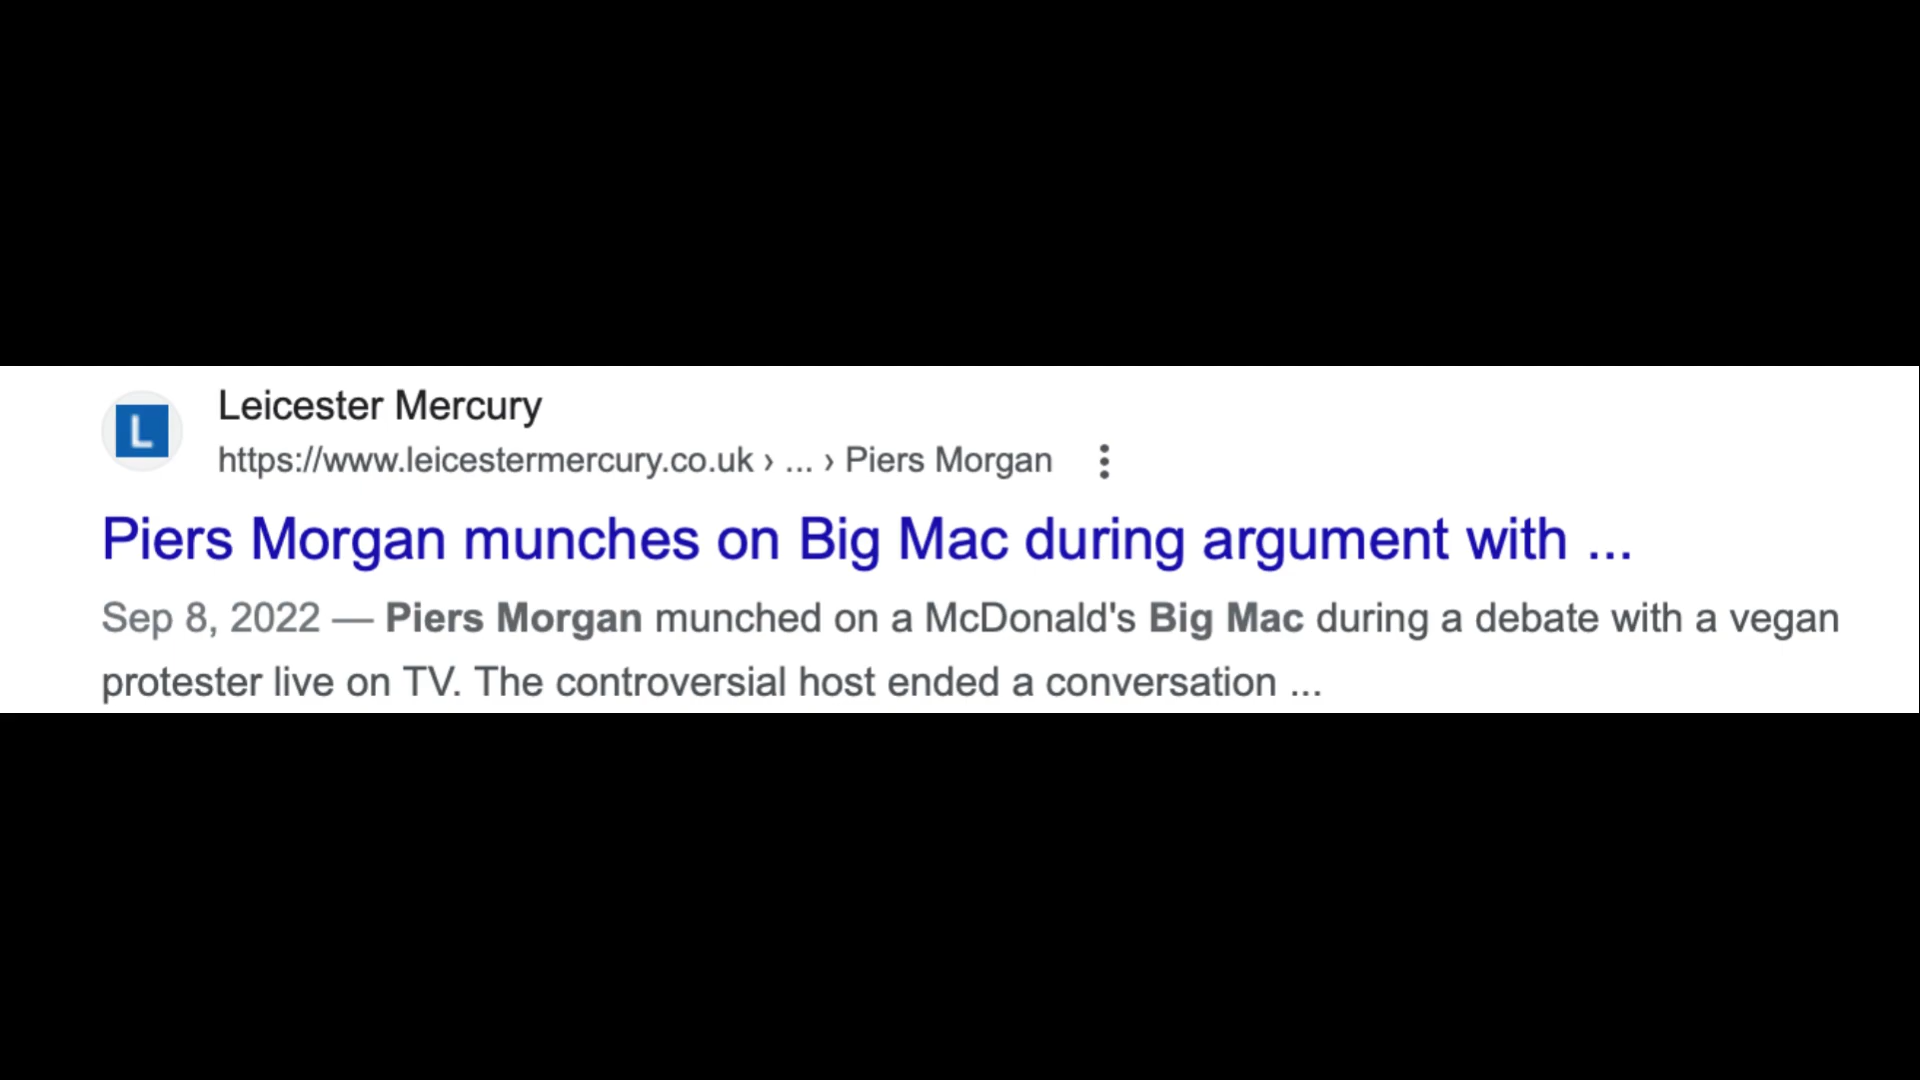 L
Leicester Mercury
https://www.leicestermercury.co.uk › ... › Piers Morgan
Piers Morgan munches on Big Mac during argument with ...
Sep 8, 2022 — Piers Morgan munched on a McDonald's Big Mac during a debate with a vegan
protester live on TV. The controversial host ended a conversation ...